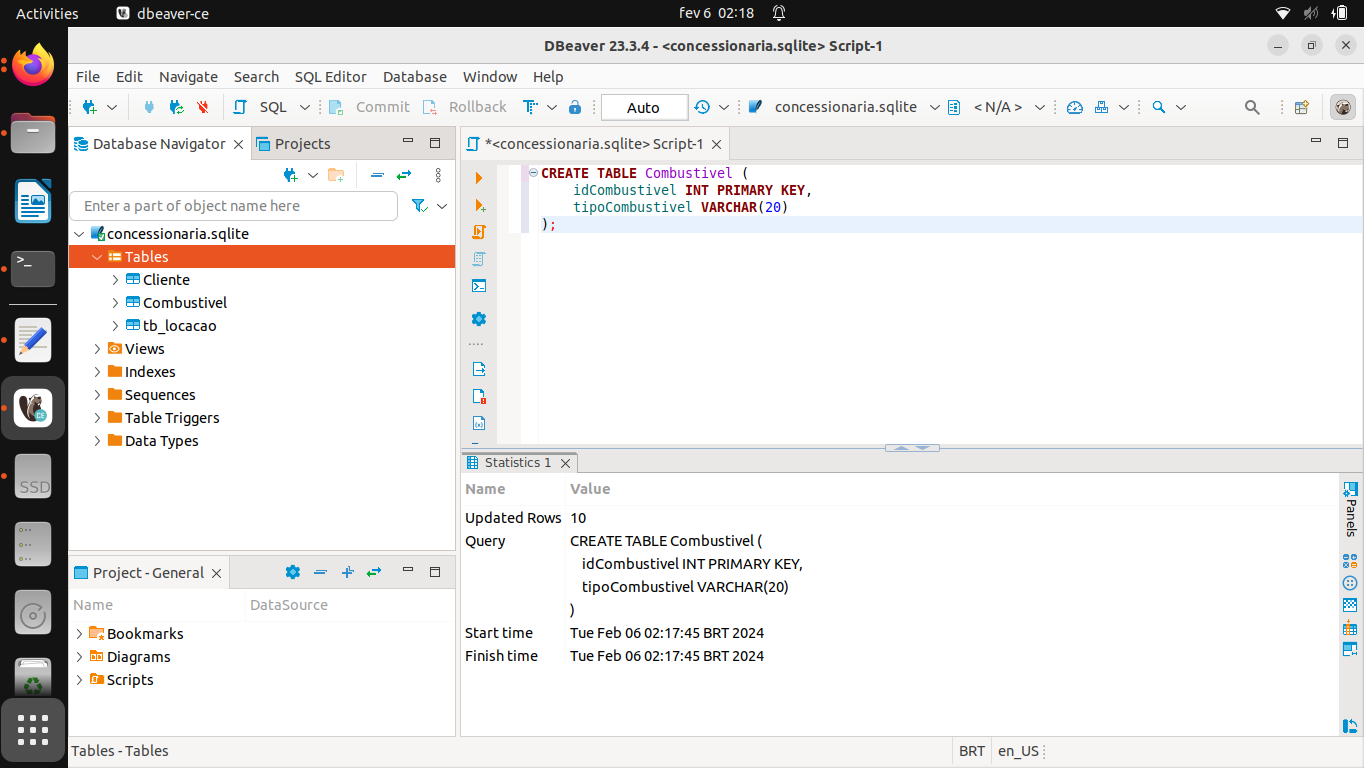 Activities
dbeaver-ce
fev 6 02:18
DBeaver 23.3.4 - <concessionaria.sqlite> Script-1
File Edit Navigate Search SQL Editor Database Window Help
SQL
Commit
Rollback
Auto
concessionaria.sqlite
< N/A >
Database Navigator
Projects
Enter a part of object name here
concessionaria.sqlite
Tables
Cliente
Combustivel
tb_locacao
Views
Indexes
Sequences
Table Triggers
Data Types
*<concessionaria.sqlite> Script-1
CREATE TABLE Combustivel (
idCombustivel INT PRIMARY KEY,
tipoCombustivel VARCHAR(20)
);
Statistics 1
Name Value
Updated Rows 10
Query CREATE TABLE Combustivel (
idCombustivel INT PRIMARY KEY,
tipoCombustivel VARCHAR(20)
)
Start time Tue Feb 06 02:17:45 BRT 2024
Finish time Tue Feb 06 02:17:45 BRT 2024
Panels
Project - General
Name DataSource
Bookmarks
Diagrams
Scripts
SSD
Tables - Tables
BRT
en_US